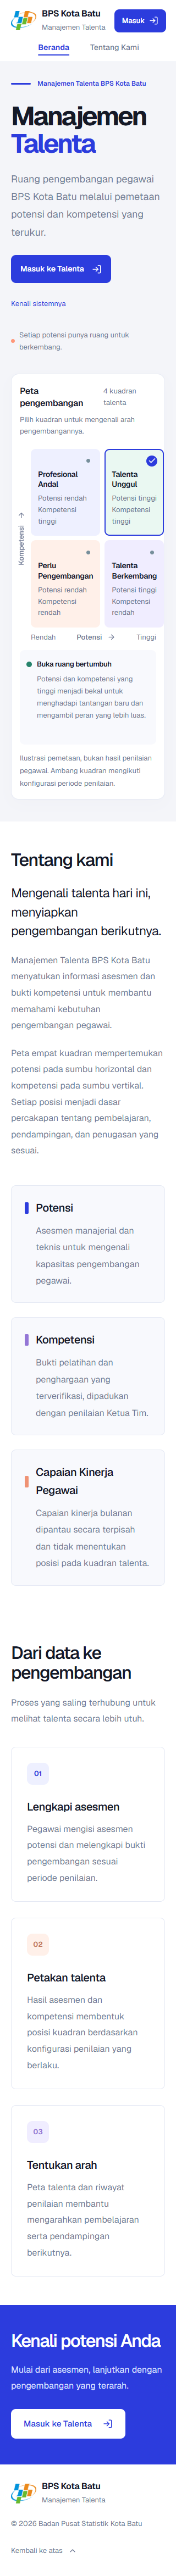 BPS Kota Batu
Manajemen Talenta
Masuk
Beranda
Tentang Kami
Manajemen Talenta BPS Kota Batu
Manajemen
Talenta
Ruang pengembangan pegawai
BPS Kota Batu melalui pemetaan
potensi dan kompetensi yang
terukur.
Masuk ke Talenta
Kenali sistemnya
Setiap potensi punya ruang untuk
berkembang.
Peta
pengembangan
4 kuadran
talenta
Pilih kuadran untuk mengenali arah
pengembangannya.
Kompetensi →
Profesional
Andal
Potensi rendah
Kompetensi
tinggi
Talenta
Unggul
Potensi tinggi
Kompetensi
tinggi
Perlu
Pengembangan
Potensi rendah
Kompetensi
rendah
Talenta
Berkembang
Potensi tinggi
Kompetensi
rendah
Rendah
Potensi →
Tinggi
Buka ruang bertumbuh
Potensi dan kompetensi yang
tinggi menjadi bekal untuk
menghadapi tantangan baru dan
mengambil peran yang lebih luas.
Ilustrasi pemetaan, bukan hasil penilaian
pegawai. Ambang kuadran mengikuti
konfigurasi periode penilaian.
Tentang kami
Mengenali talenta hari ini,
menyiapkan
pengembangan berikutnya.
Manajemen Talenta BPS Kota Batu
menyatukan informasi asesmen dan
bukti kompetensi untuk membantu
memahami kebutuhan
pengembangan pegawai.
Peta empat kuadran mempertemukan
potensi pada sumbu horizontal dan
kompetensi pada sumbu vertikal.
Setiap posisi menjadi dasar
percakapan tentang pembelajaran,
pendampingan, dan penugasan yang
sesuai.
Potensi
Asesmen manajerial dan
teknis untuk mengenali
kapasitas pengembangan
pegawai.
Kompetensi
Bukti pelatihan dan
penghargaan yang
terverifikasi, dipadukan
dengan penilaian Ketua Tim.
Capaian Kinerja
Pegawai
Capaian kinerja bulanan
dipantau secara terpisah
dan tidak menentukan
posisi pada kuadran talenta.
Dari data ke
pengembangan
Proses yang saling terhubung untuk
melihat talenta secara lebih utuh.
01
Lengkapi asesmen
Pegawai mengisi asesmen
potensi dan melengkapi bukti
pengembangan sesuai
periode penilaian.
02
Petakan talenta
Hasil asesmen dan
kompetensi membentuk
posisi kuadran berdasarkan
konfigurasi penilaian yang
berlaku.
03
Tentukan arah
Peta talenta dan riwayat
penilaian membantu
mengarahkan pembelajaran
serta pendampingan
berikutnya.
Kenali potensi Anda
Mulai dari asesmen, lanjutkan dengan
pengembangan yang terarah.
Masuk ke Talenta
BPS Kota Batu
Manajemen Talenta
© 2026 Badan Pusat Statistik Kota Batu
Kembali ke atas